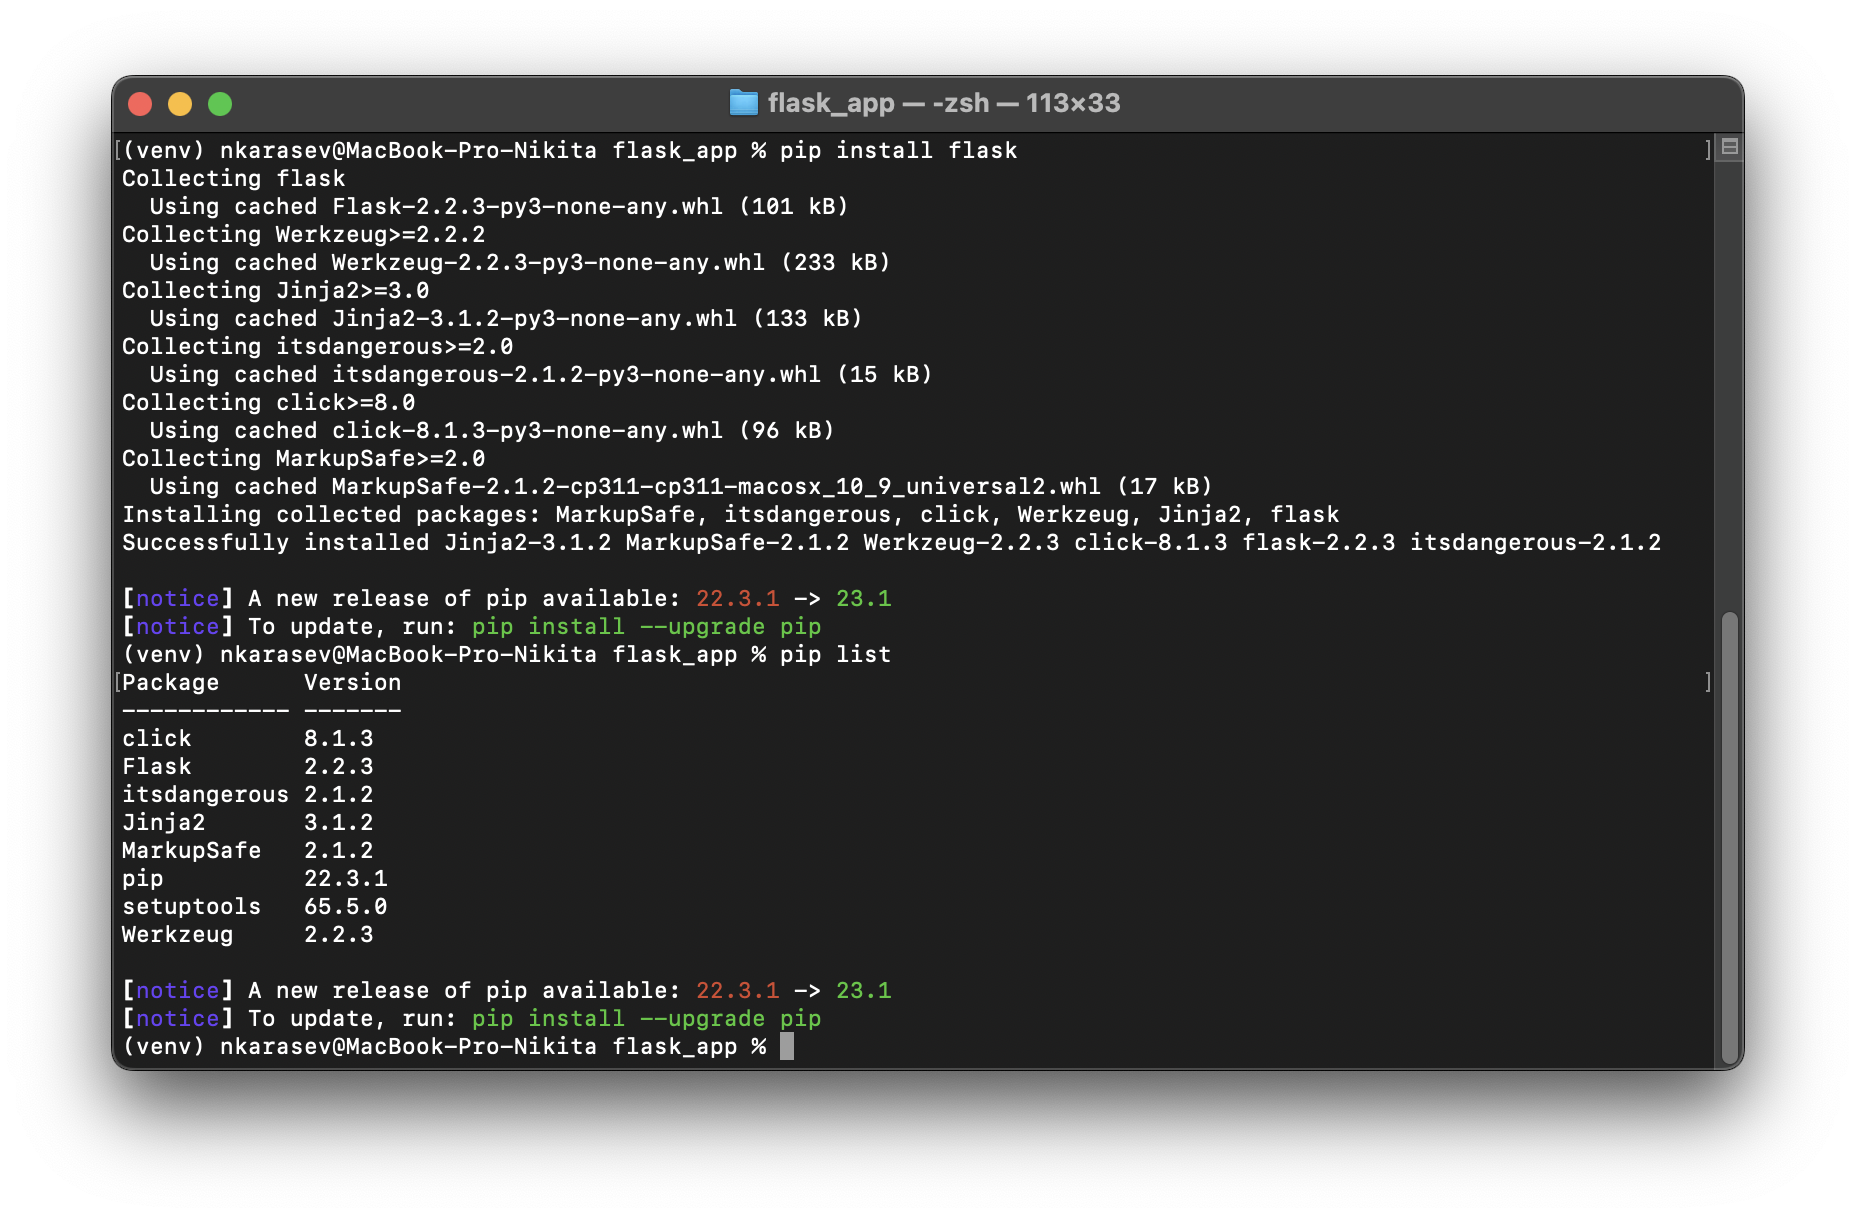 flask_app — -zsh — 113×33
(venv) nkarasev@MacBook-Pro-Nikita flask_app % pip install flask
Collecting flask
  Using cached Flask-2.2.3-py3-none-any.whl (101 kB)
Collecting Werkzeug>=2.2.2
  Using cached Werkzeug-2.2.3-py3-none-any.whl (233 kB)
Collecting Jinja2>=3.0
  Using cached Jinja2-3.1.2-py3-none-any.whl (133 kB)
Collecting itsdangerous>=2.0
  Using cached itsdangerous-2.1.2-py3-none-any.whl (15 kB)
Collecting click>=8.0
  Using cached click-8.1.3-py3-none-any.whl (96 kB)
Collecting MarkupSafe>=2.0
  Using cached MarkupSafe-2.1.2-cp311-cp311-macosx_10_9_universal2.whl (17 kB)
Installing collected packages: MarkupSafe, itsdangerous, click, Werkzeug, Jinja2, flask
Successfully installed Jinja2-3.1.2 MarkupSafe-2.1.2 Werkzeug-2.2.3 click-8.1.3 flask-2.2.3 itsdangerous-2.1.2
[notice] A new release of pip available: 22.3.1 -> 23.1
[notice] To update, run: pip install --upgrade pip
(venv) nkarasev@MacBook-Pro-Nikita flask_app % pip list
Package      Version
------------ -------
click        8.1.3
Flask        2.2.3
itsdangerous 2.1.2
Jinja2       3.1.2
MarkupSafe   2.1.2
pip          22.3.1
setuptools   65.5.0
Werkzeug     2.2.3
[notice] A new release of pip available: 22.3.1 -> 23.1
[notice] To update, run: pip install --upgrade pip
(venv) nkarasev@MacBook-Pro-Nikita flask_app %